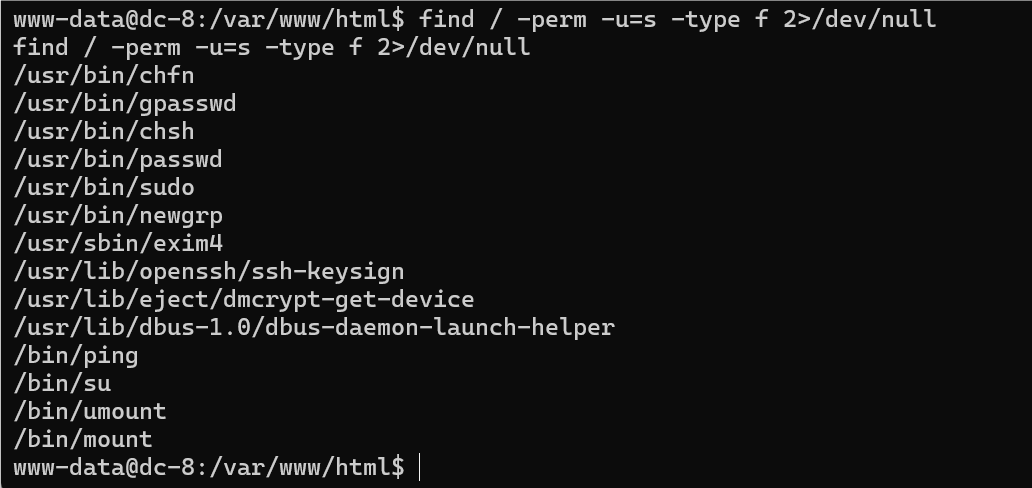 www-data@dc-8:/var/www/html$ find / -perm -u=s -type f 2>/dev/null
find / -perm -u=s -type f 2>/dev/null
/usr/bin/chfn
/usr/bin/gpasswd
/usr/bin/chsh
/usr/bin/passwd
/usr/bin/sudo
/usr/bin/newgrp
/usr/sbin/exim4
/usr/lib/openssh/ssh-keysign
/usr/lib/eject/dmcrypt-get-device
/usr/lib/dbus-1.0/dbus-daemon-launch-helper
/bin/ping
/bin/su
/bin/umount
/bin/mount
www-data@dc-8:/var/www/html$